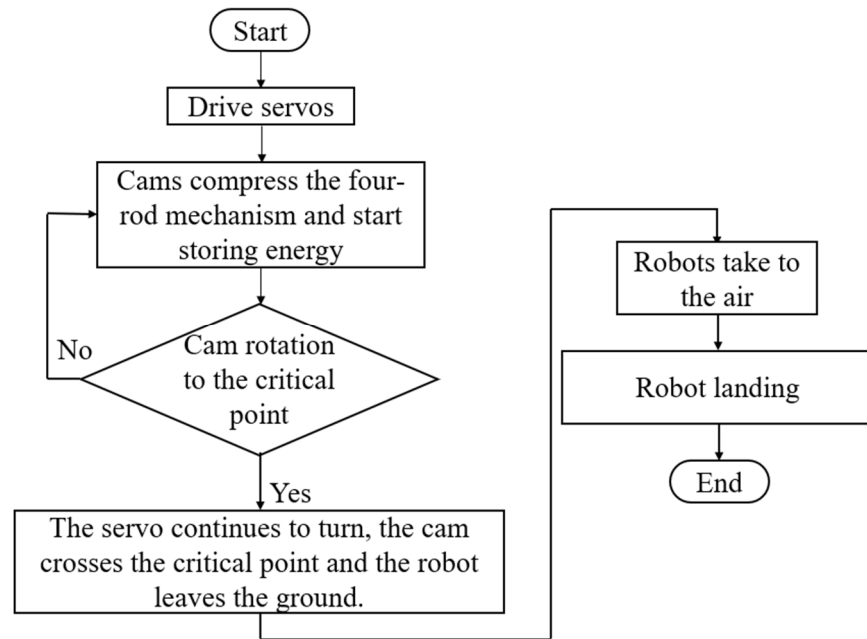 Start
Drive servos
Cams compress the four-
rod mechanism and start
storing energy
No
Cam rotation
to the critical
point
Yes
The servo continues to turn, the cam
crosses the critical point and the robot
leaves the ground.
Robots take to
the air
Robot landing
End